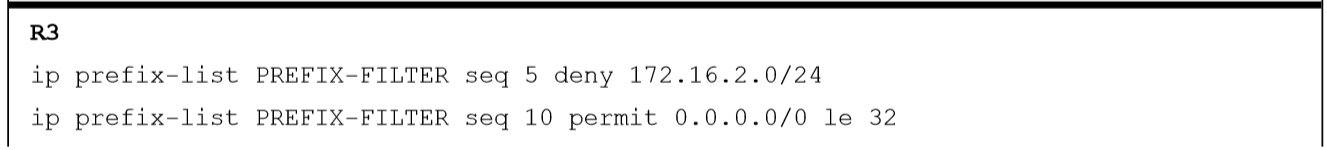 R3
ip prefix-list PREFIX-FILTER seq 5 deny 172.16.2.0/24
ip prefix-list PREFIX-FILTER seq 10 permit 0.0.0.0/0 le 32